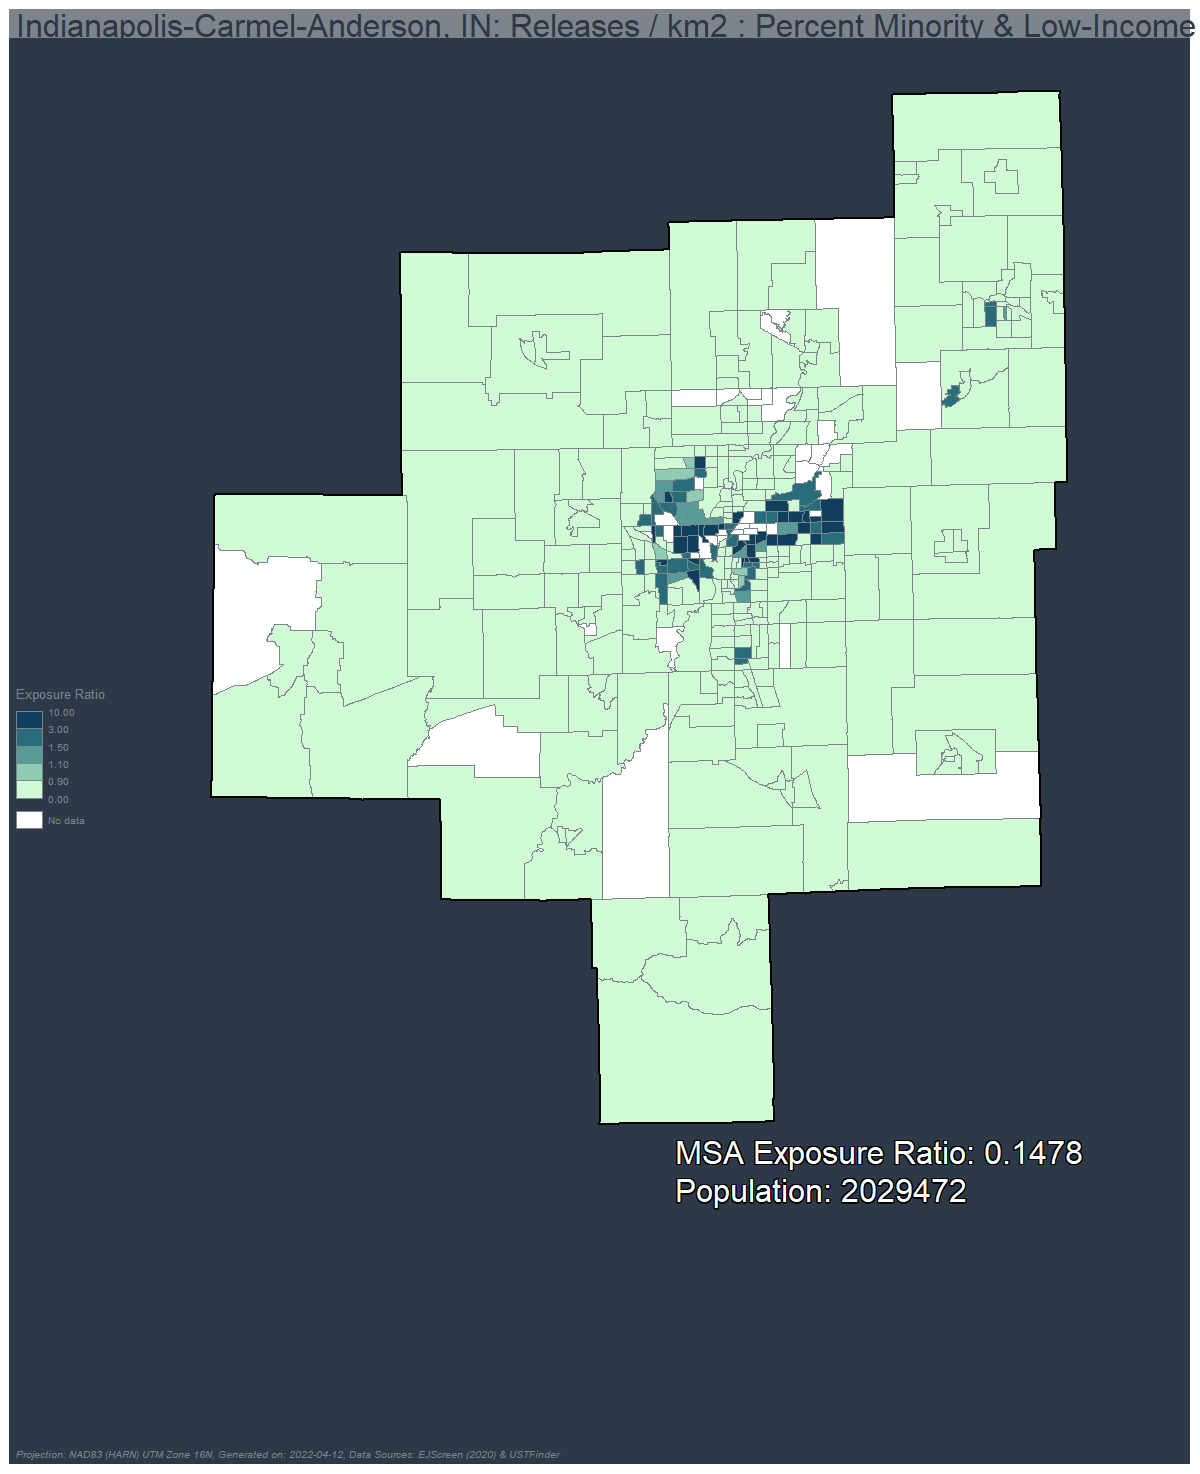 Indianapolis-Carmel-Anderson, IN: Releases / km2 : Percent Minority & Low-Income
Exposure Ratio
10.00
3.00
1.50
1.10
0.90
0.00
No data
MSA Exposure Ratio: 0.1478
Population: 2029472
Projection: NAD83 (HARN) UTM Zone 16N, Generated on: 2022-04-12, Data Sources: EJScreen (2020) & USTFinder